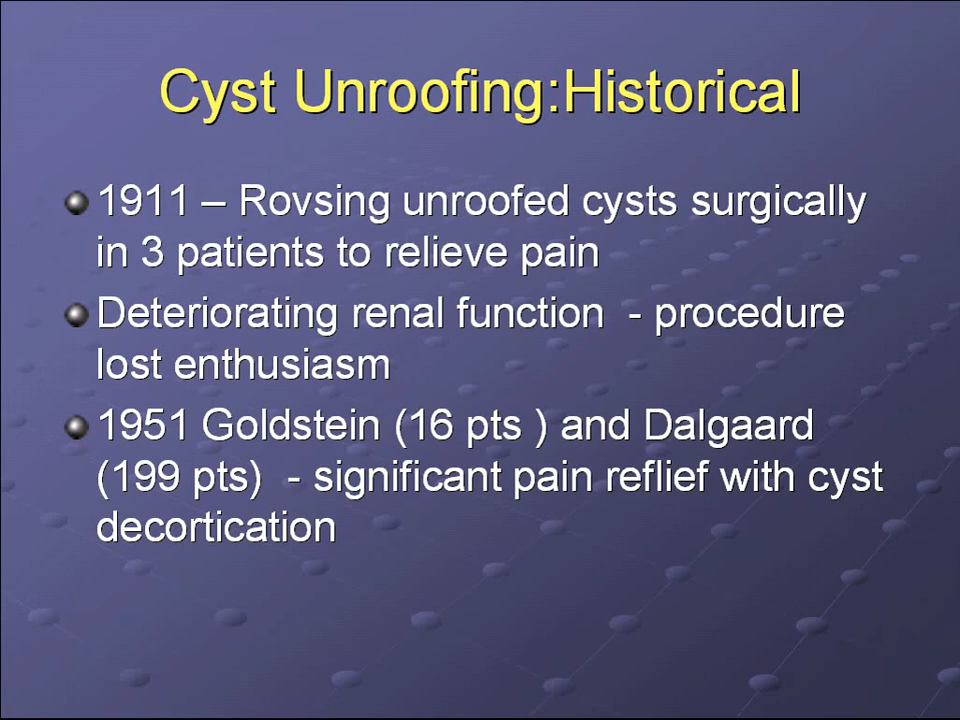 Cyst Unroofing:Historical
1911 – Rovsing unroofed cysts surgically
in 3 patients to relieve pain
Deteriorating renal function - procedure
lost enthusiasm
1951 Goldstein (16 pts ) and Dalgaard
(199 pts) - significant pain reflief with cyst
decortication